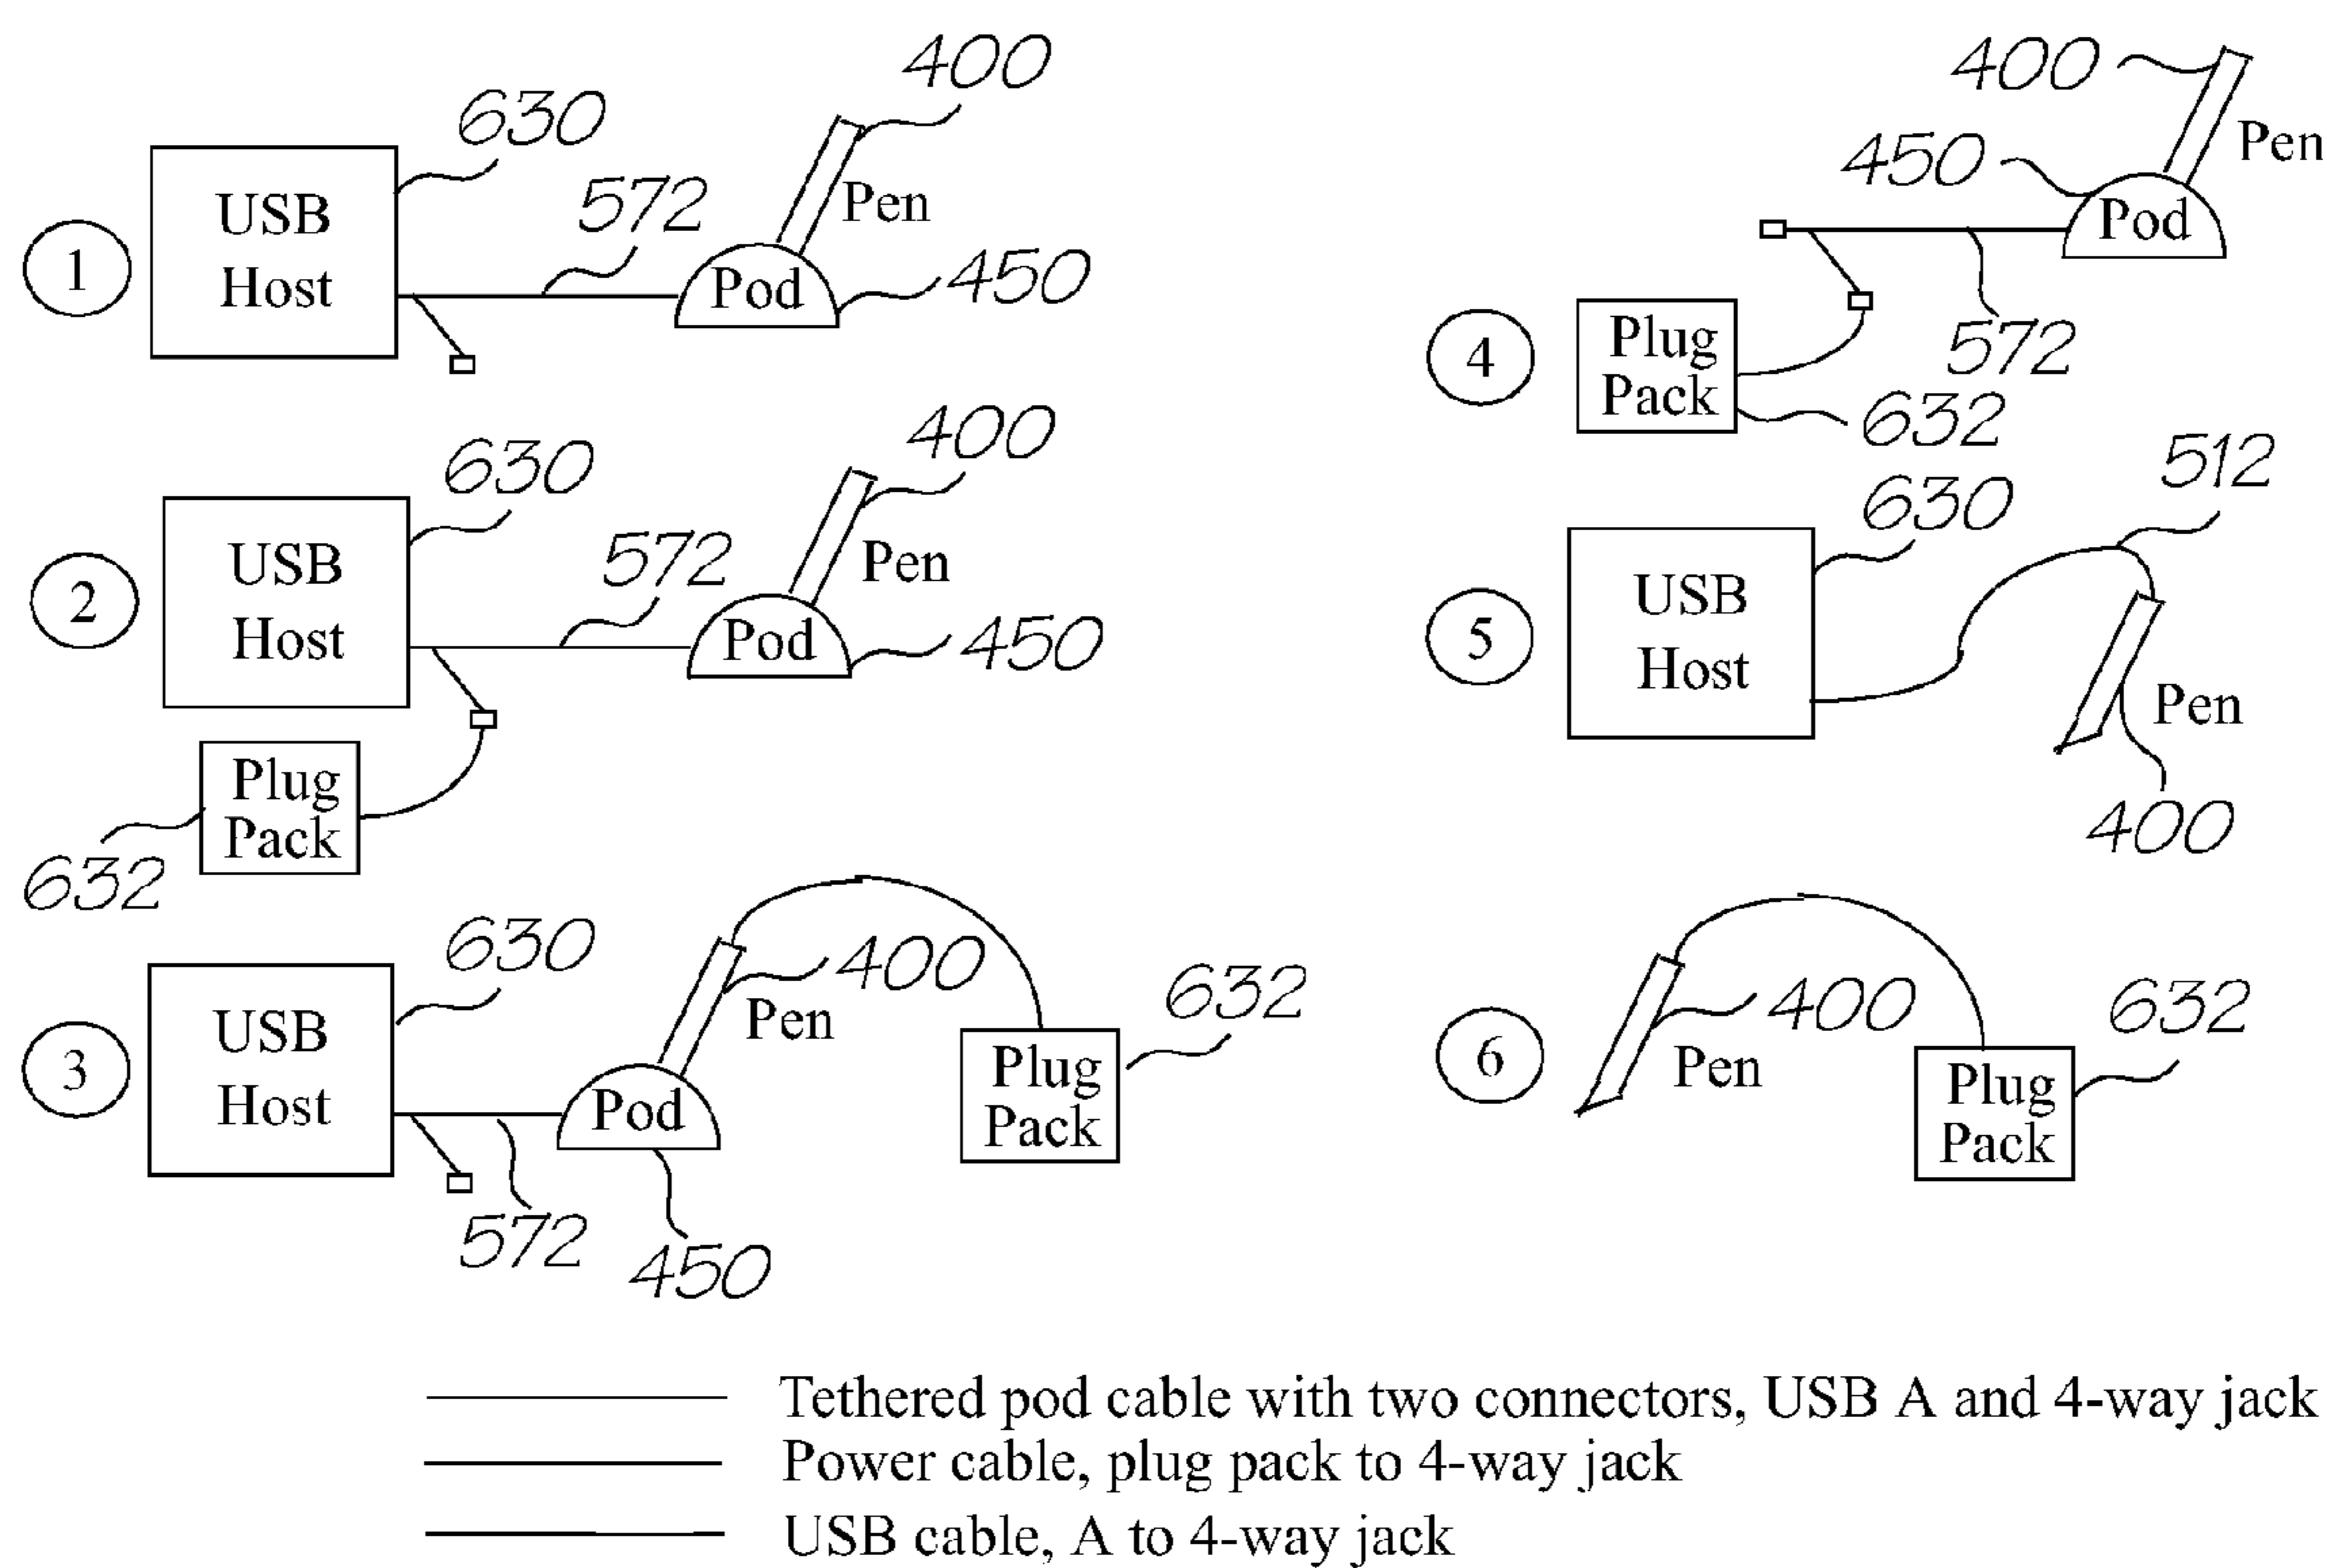 400
630
572
USB
Host
Pen
Pod
450
1
400
630
572
USB
Host
Pen
Pod
450
2
Plug
Pack
632
630
400
632
USB
Host
Pen
Pod
Plug
Pack
3
572
450
400
450
Pen
Pod
572
4
Plug
Pack
632
512
630
USB
Host
5
Pen
400
400
632
6
Pen
Plug
Pack
Tethered pod cable with two connectors, USB A and 4-way jack
Power cable, plug pack to 4-way jack
USB cable, A to 4-way jack